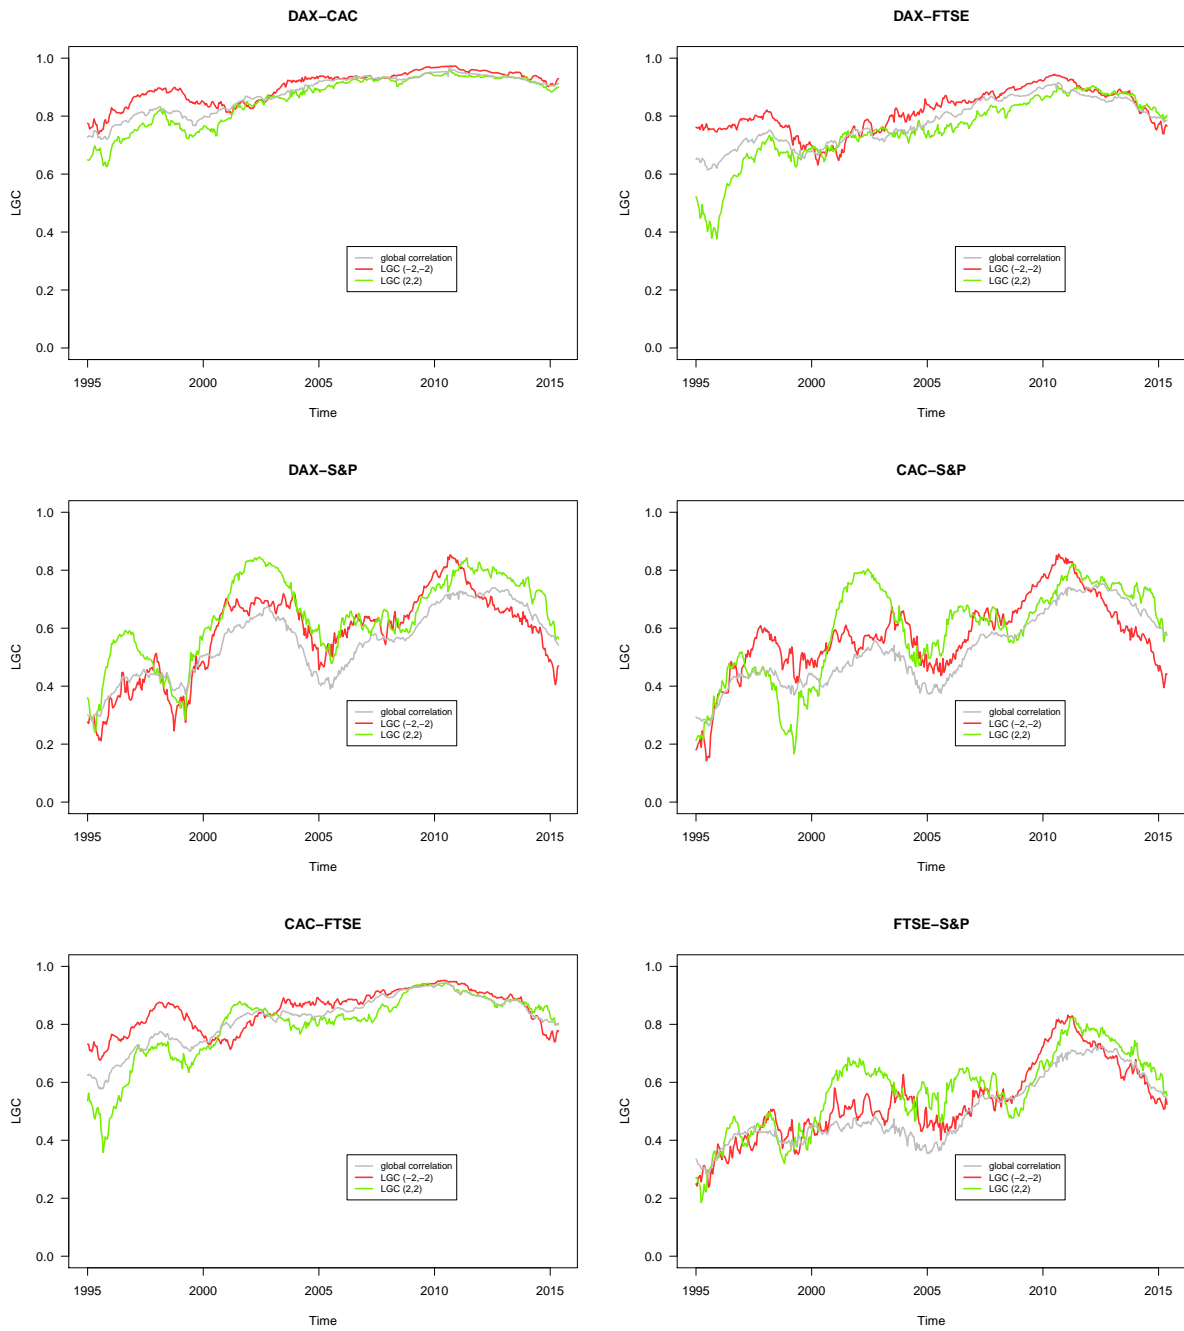 DAX−CAC
LGC
1.0
0.8
0.6
0.4
0.2
0.0
global correlation
LGC (−2,−2)
LGC (2,2)
1995 2000 2005 2010 2015
Time
DAX−FTSE
LGC
1.0
0.8
0.6
0.4
0.2
0.0
global correlation
LGC (−2,−2)
LGC (2,2)
1995 2000 2005 2010 2015
Time
DAX−S&P
LGC
1.0
0.8
0.6
0.4
0.2
0.0
global correlation
LGC (−2,−2)
LGC (2,2)
1995 2000 2005 2010 2015
Time
CAC−S&P
LGC
1.0
0.8
0.6
0.4
0.2
0.0
global correlation
LGC (−2,−2)
LGC (2,2)
1995 2000 2005 2010 2015
Time
CAC−FTSE
LGC
1.0
0.8
0.6
0.4
0.2
0.0
global correlation
LGC (−2,−2)
LGC (2,2)
1995 2000 2005 2010 2015
Time
FTSE−S&P
LGC
1.0
0.8
0.6
0.4
0.2
0.0
global correlation
LGC (−2,−2)
LGC (2,2)
1995 2000 2005 2010 2015
Time